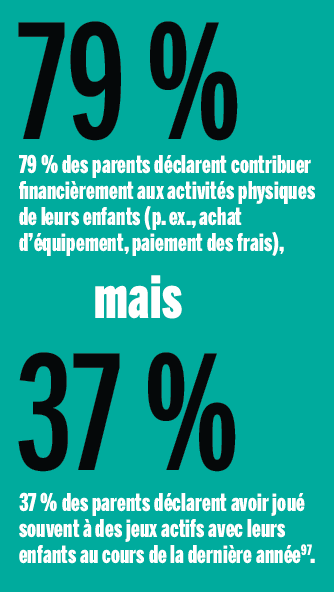 79 %
79 % des parents déclarent contribuer
financièrement aux activités physiques
de leurs enfants (p. ex., achat
d'équipement, paiement des frais),
mais
37 %
37 % des parents déclarent avoir joué
souvent à des jeux actifs avec leurs
enfants au cours de la dernière année⁹⁷.